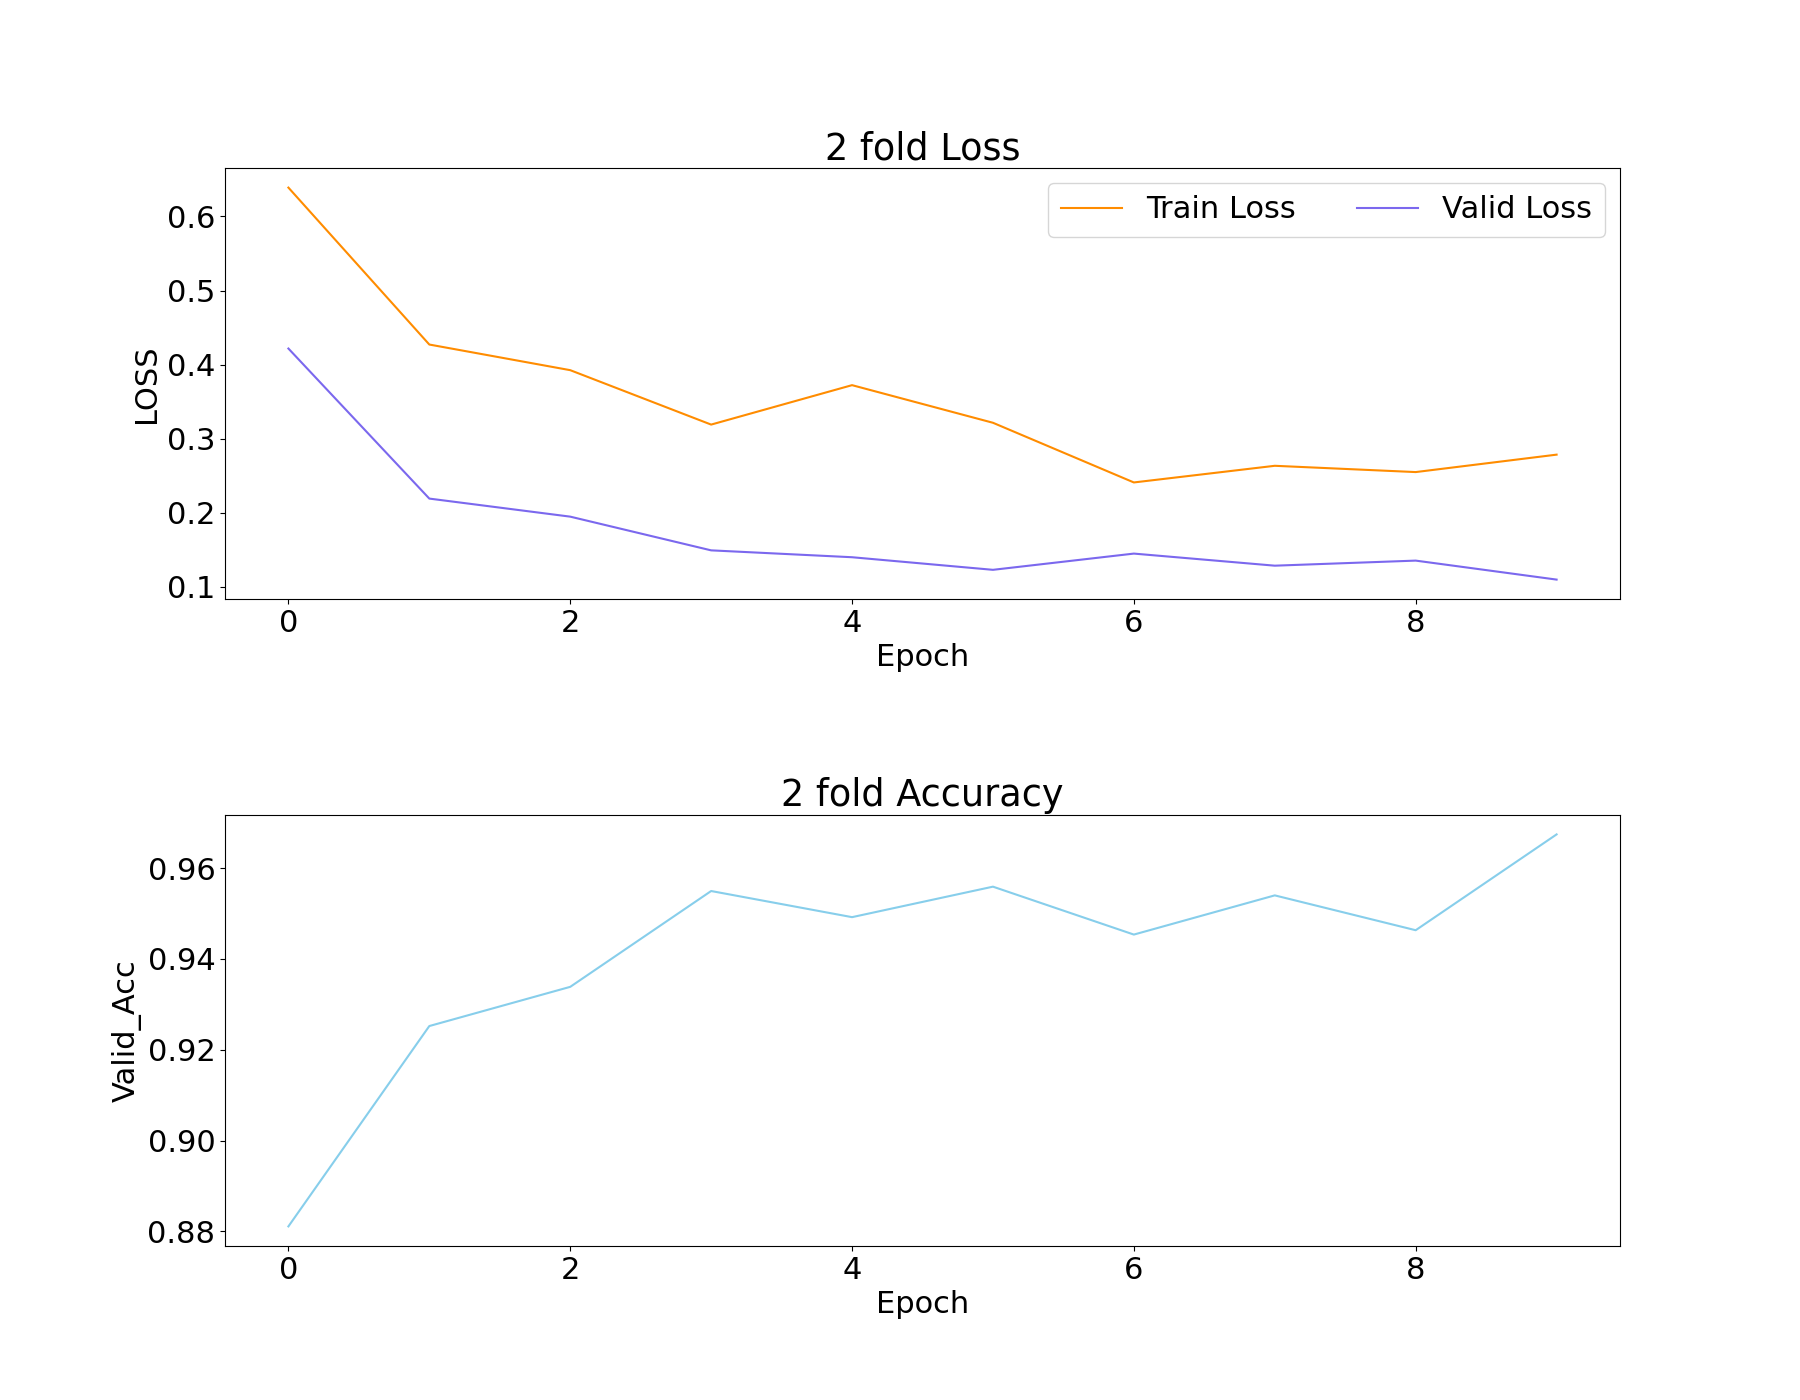 2 fold Loss
Train Loss Valid Loss
0.6
0.5
0.4
0.3
0.2
0.1
LOSS
0 2 4 6 8
Epoch
2 fold Accuracy
0.96
0.94
0.92
0.90
0.88
Valid_Acc
0 2 4 6 8
Epoch